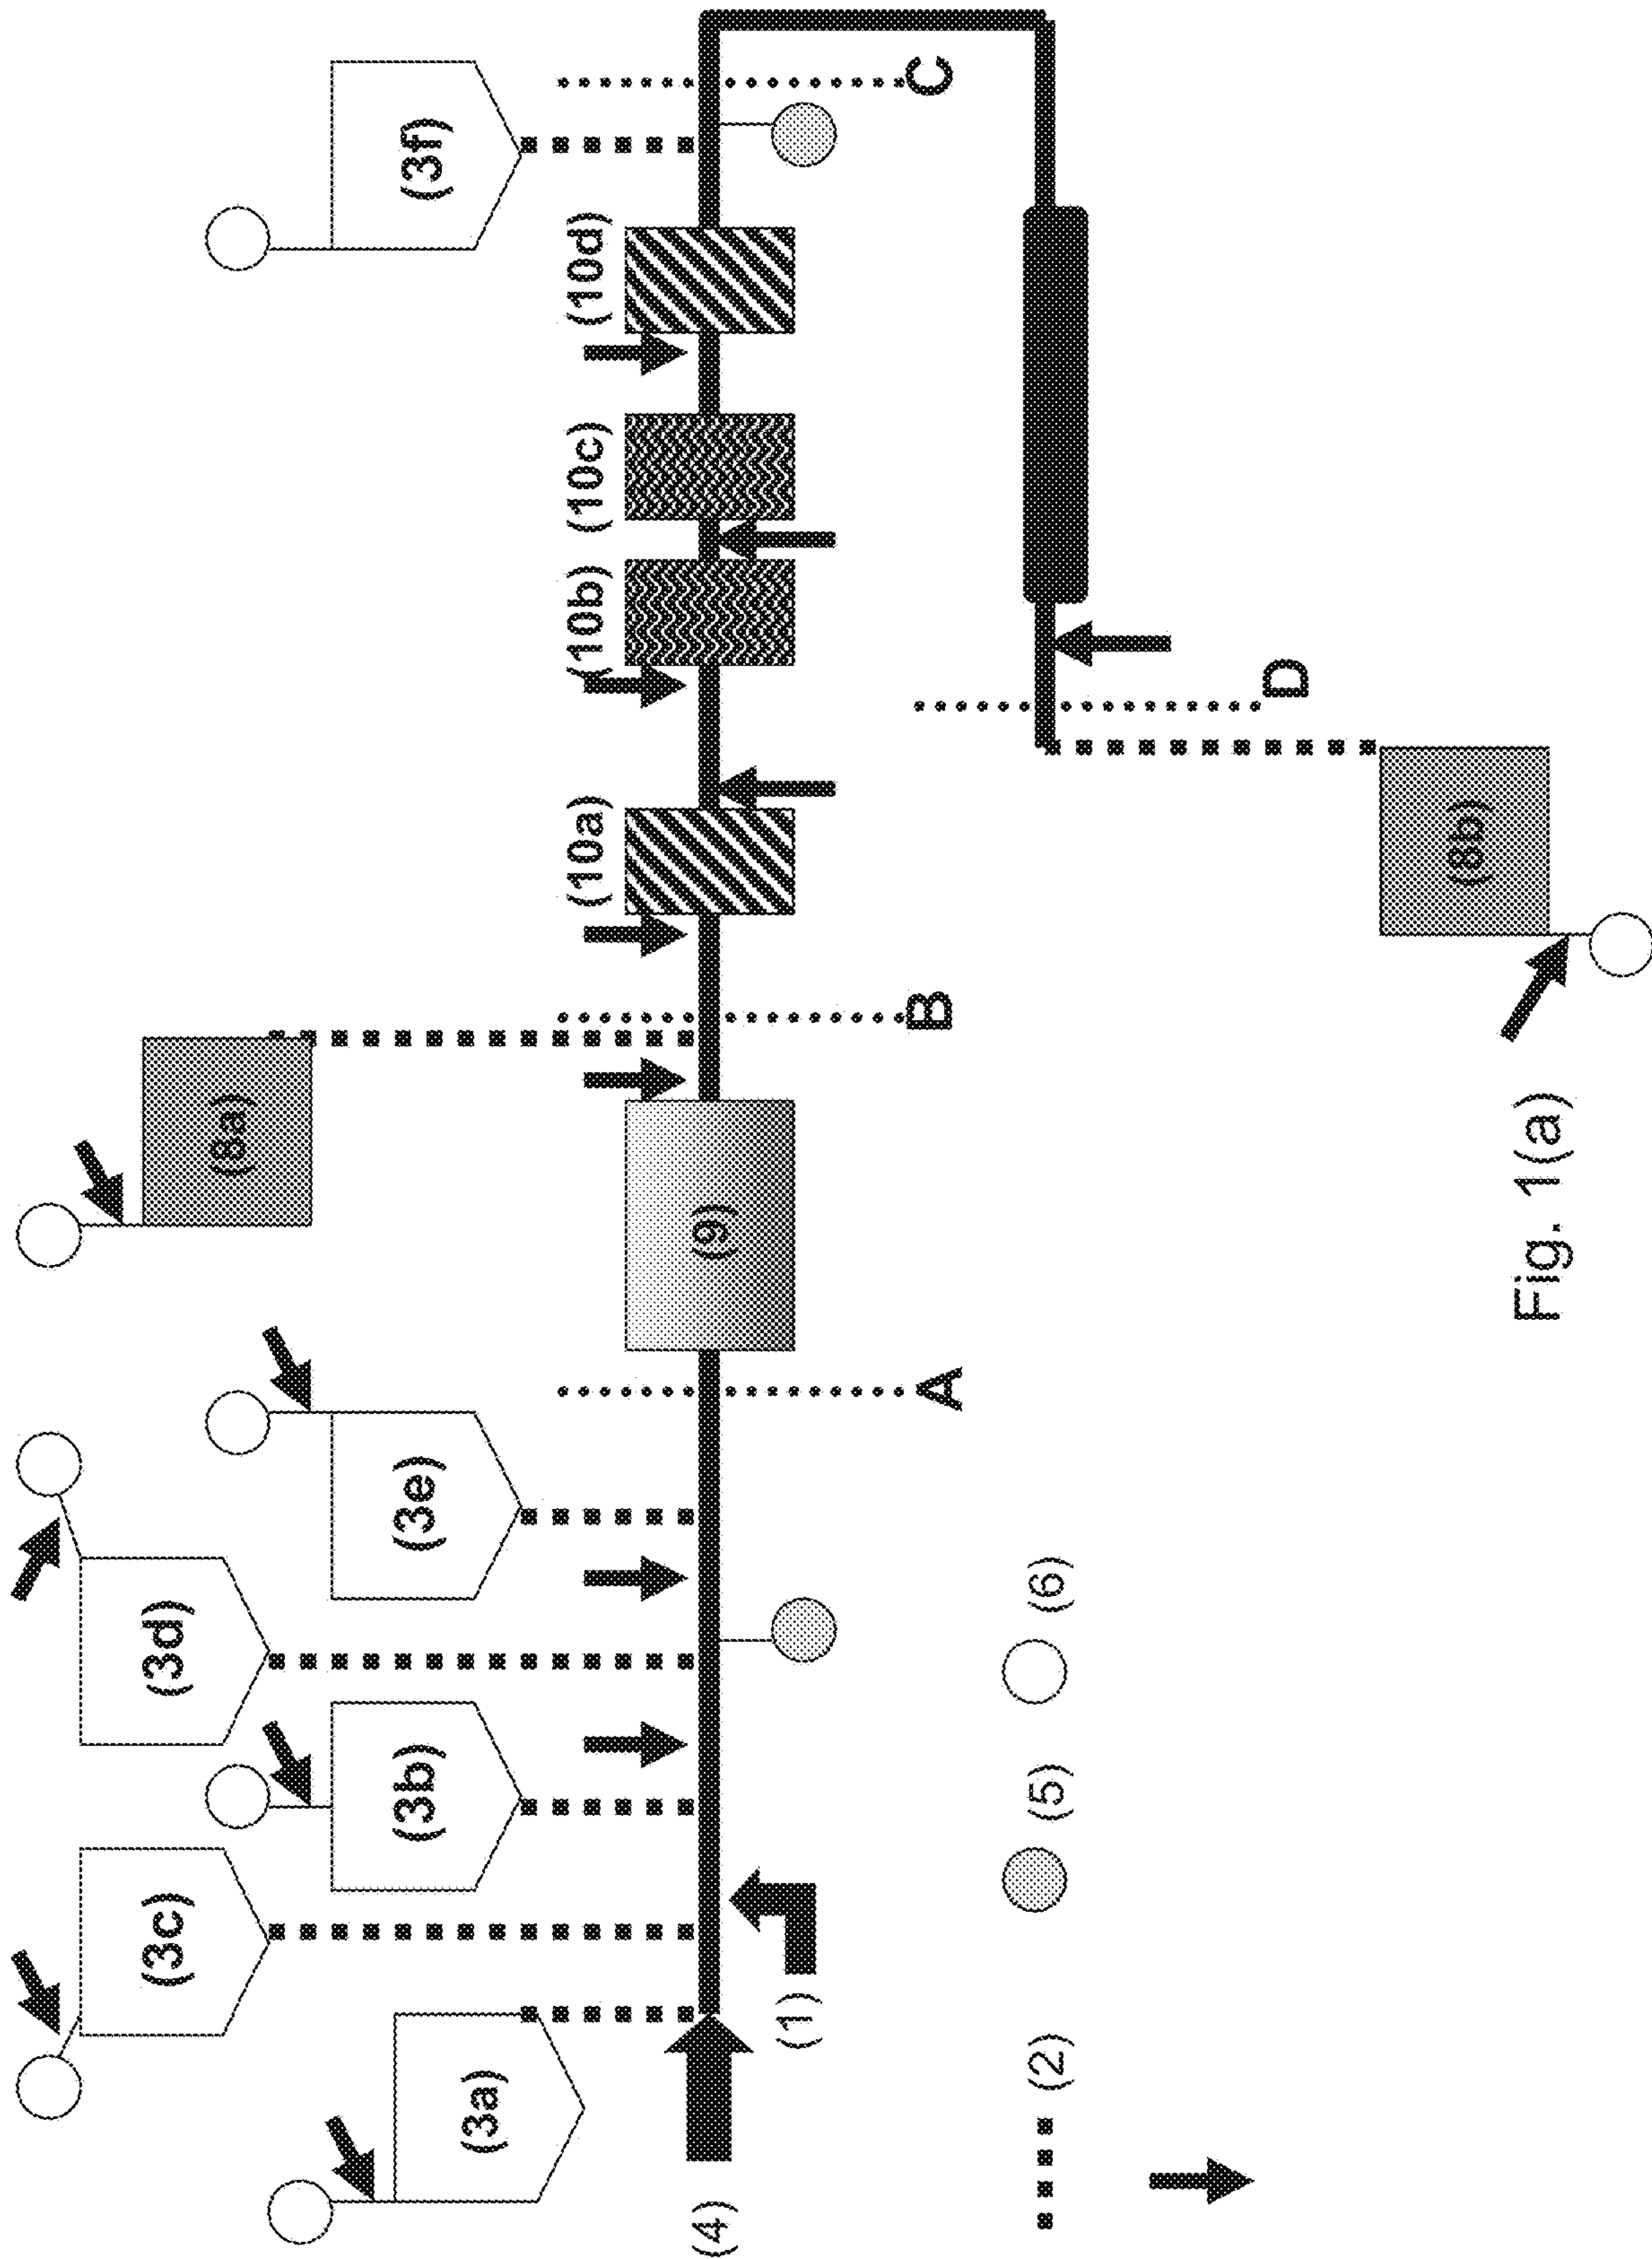 (3c)
(3d)
(8a)
(3a)
(3b)
(3e)
(3f)
(10a)
(10b)
(10c)
(10d)
(4)
(9)
(1)
A
B
C
(2)
(5)
(6)
D
(8b)
Fig. 1(a)